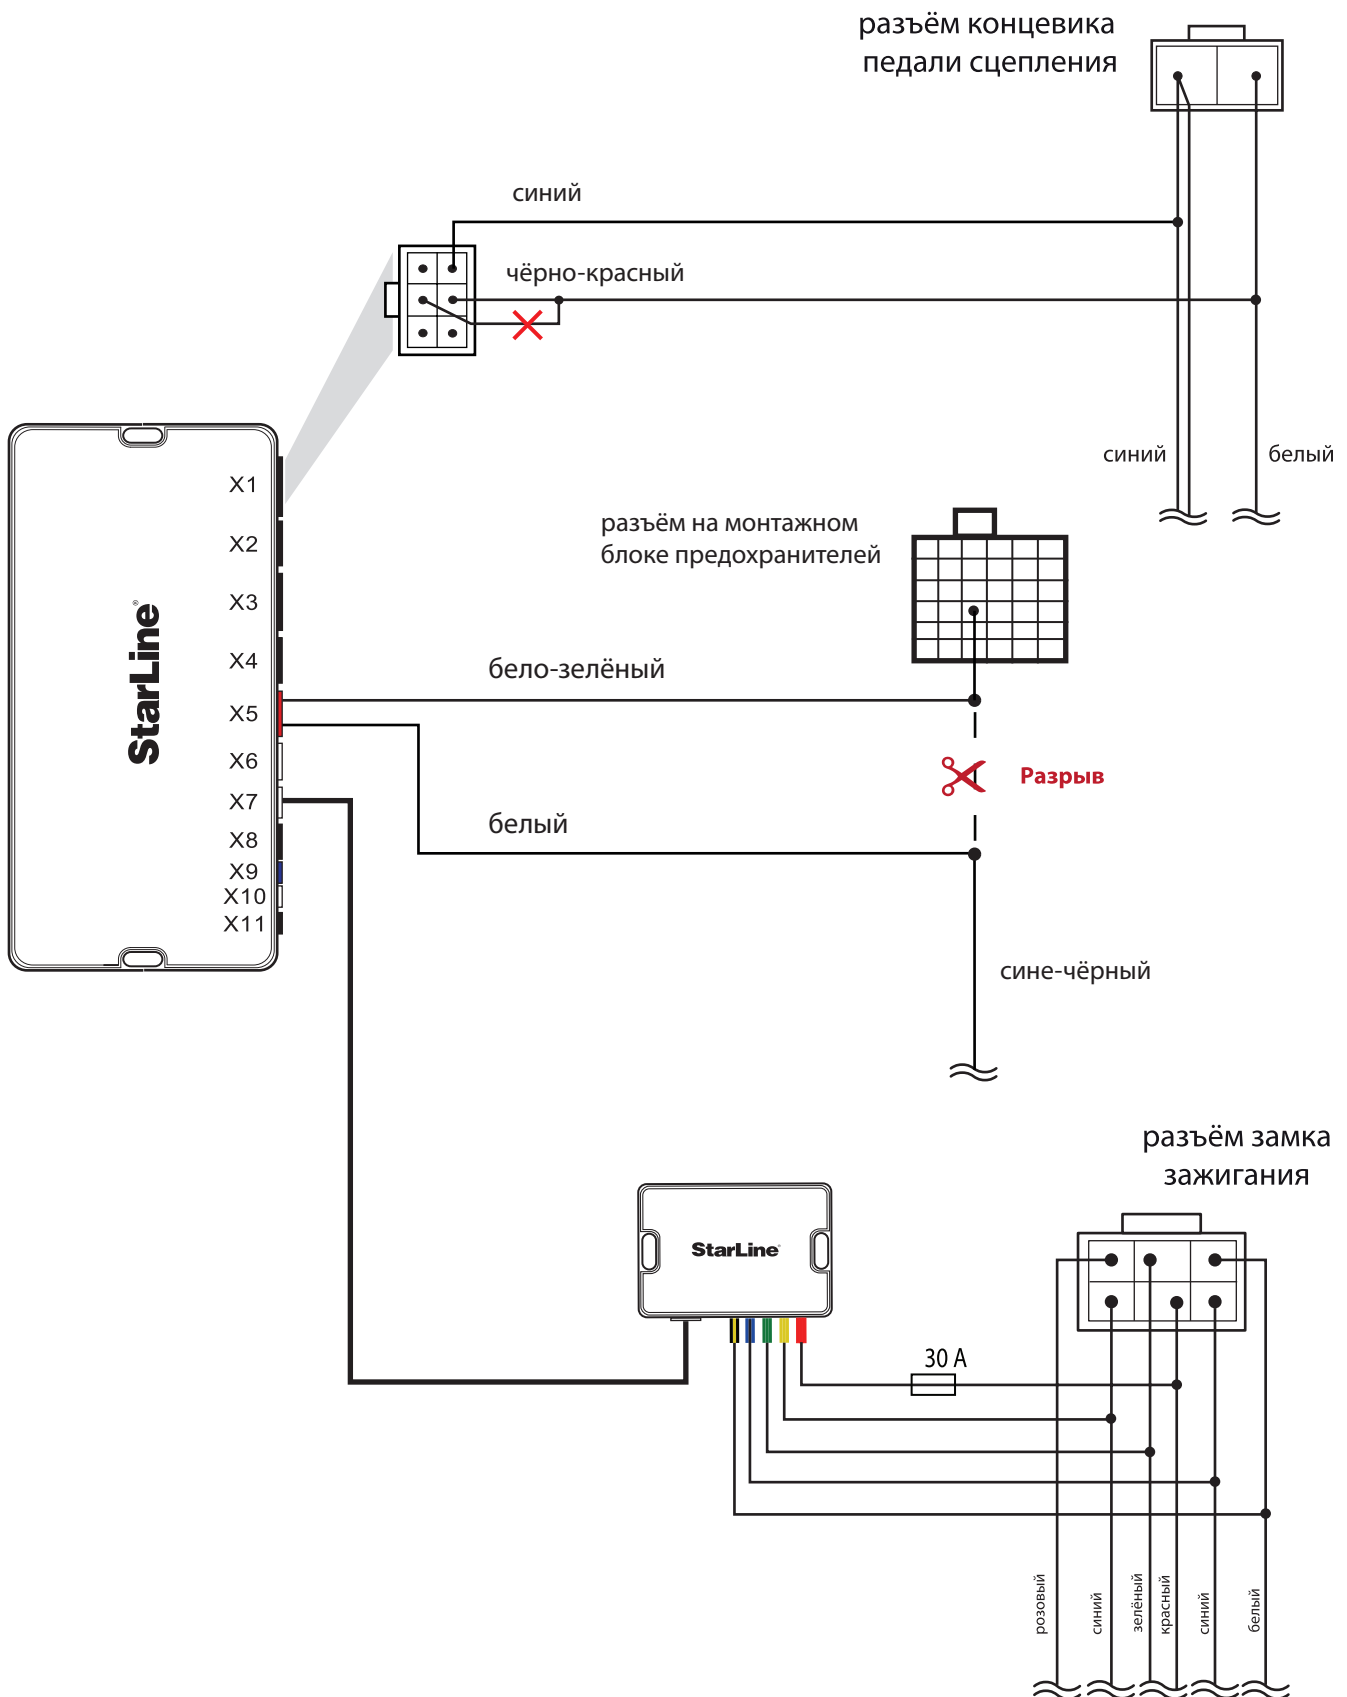 разъём концевика
педали сцепления
синий
чёрно-красный
синий
белый
X1
X2
X3
X4
X5
X6
X7
X8
X9
X10
X11
StarLine®
разъём на монтажном
блоке предохранителей
бело-зелёный
Разрыв
белый
сине-чёрный
разъём замка
зажигания
StarLine
30 А
розовый
синий
зелёный
красный
синий
белый